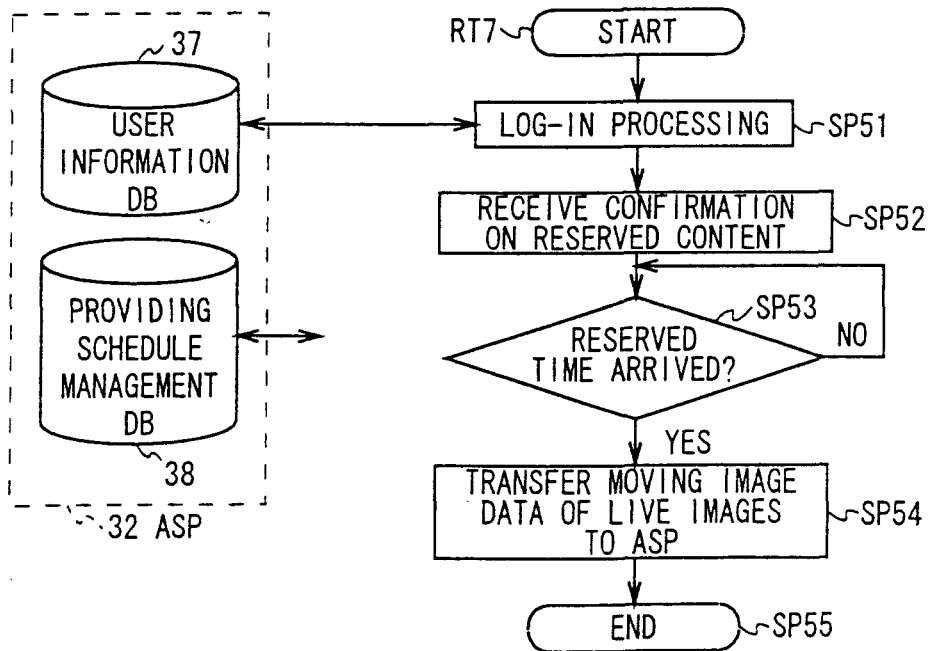 37
USER
INFORMATION
DB
PROVIDING
SCHEDULE
MANAGEMENT
DB
38
32 ASP
RT7
START
LOG-IN PROCESSING
SP51
RECEIVE CONFIRMATION
ON RESERVED CONTENT
SP52
SP53
RESERVED
TIME ARRIVED?
NO
YES
TRANSFER MOVING IMAGE
DATA OF LIVE IMAGES
TO ASP
SP54
END
SP55